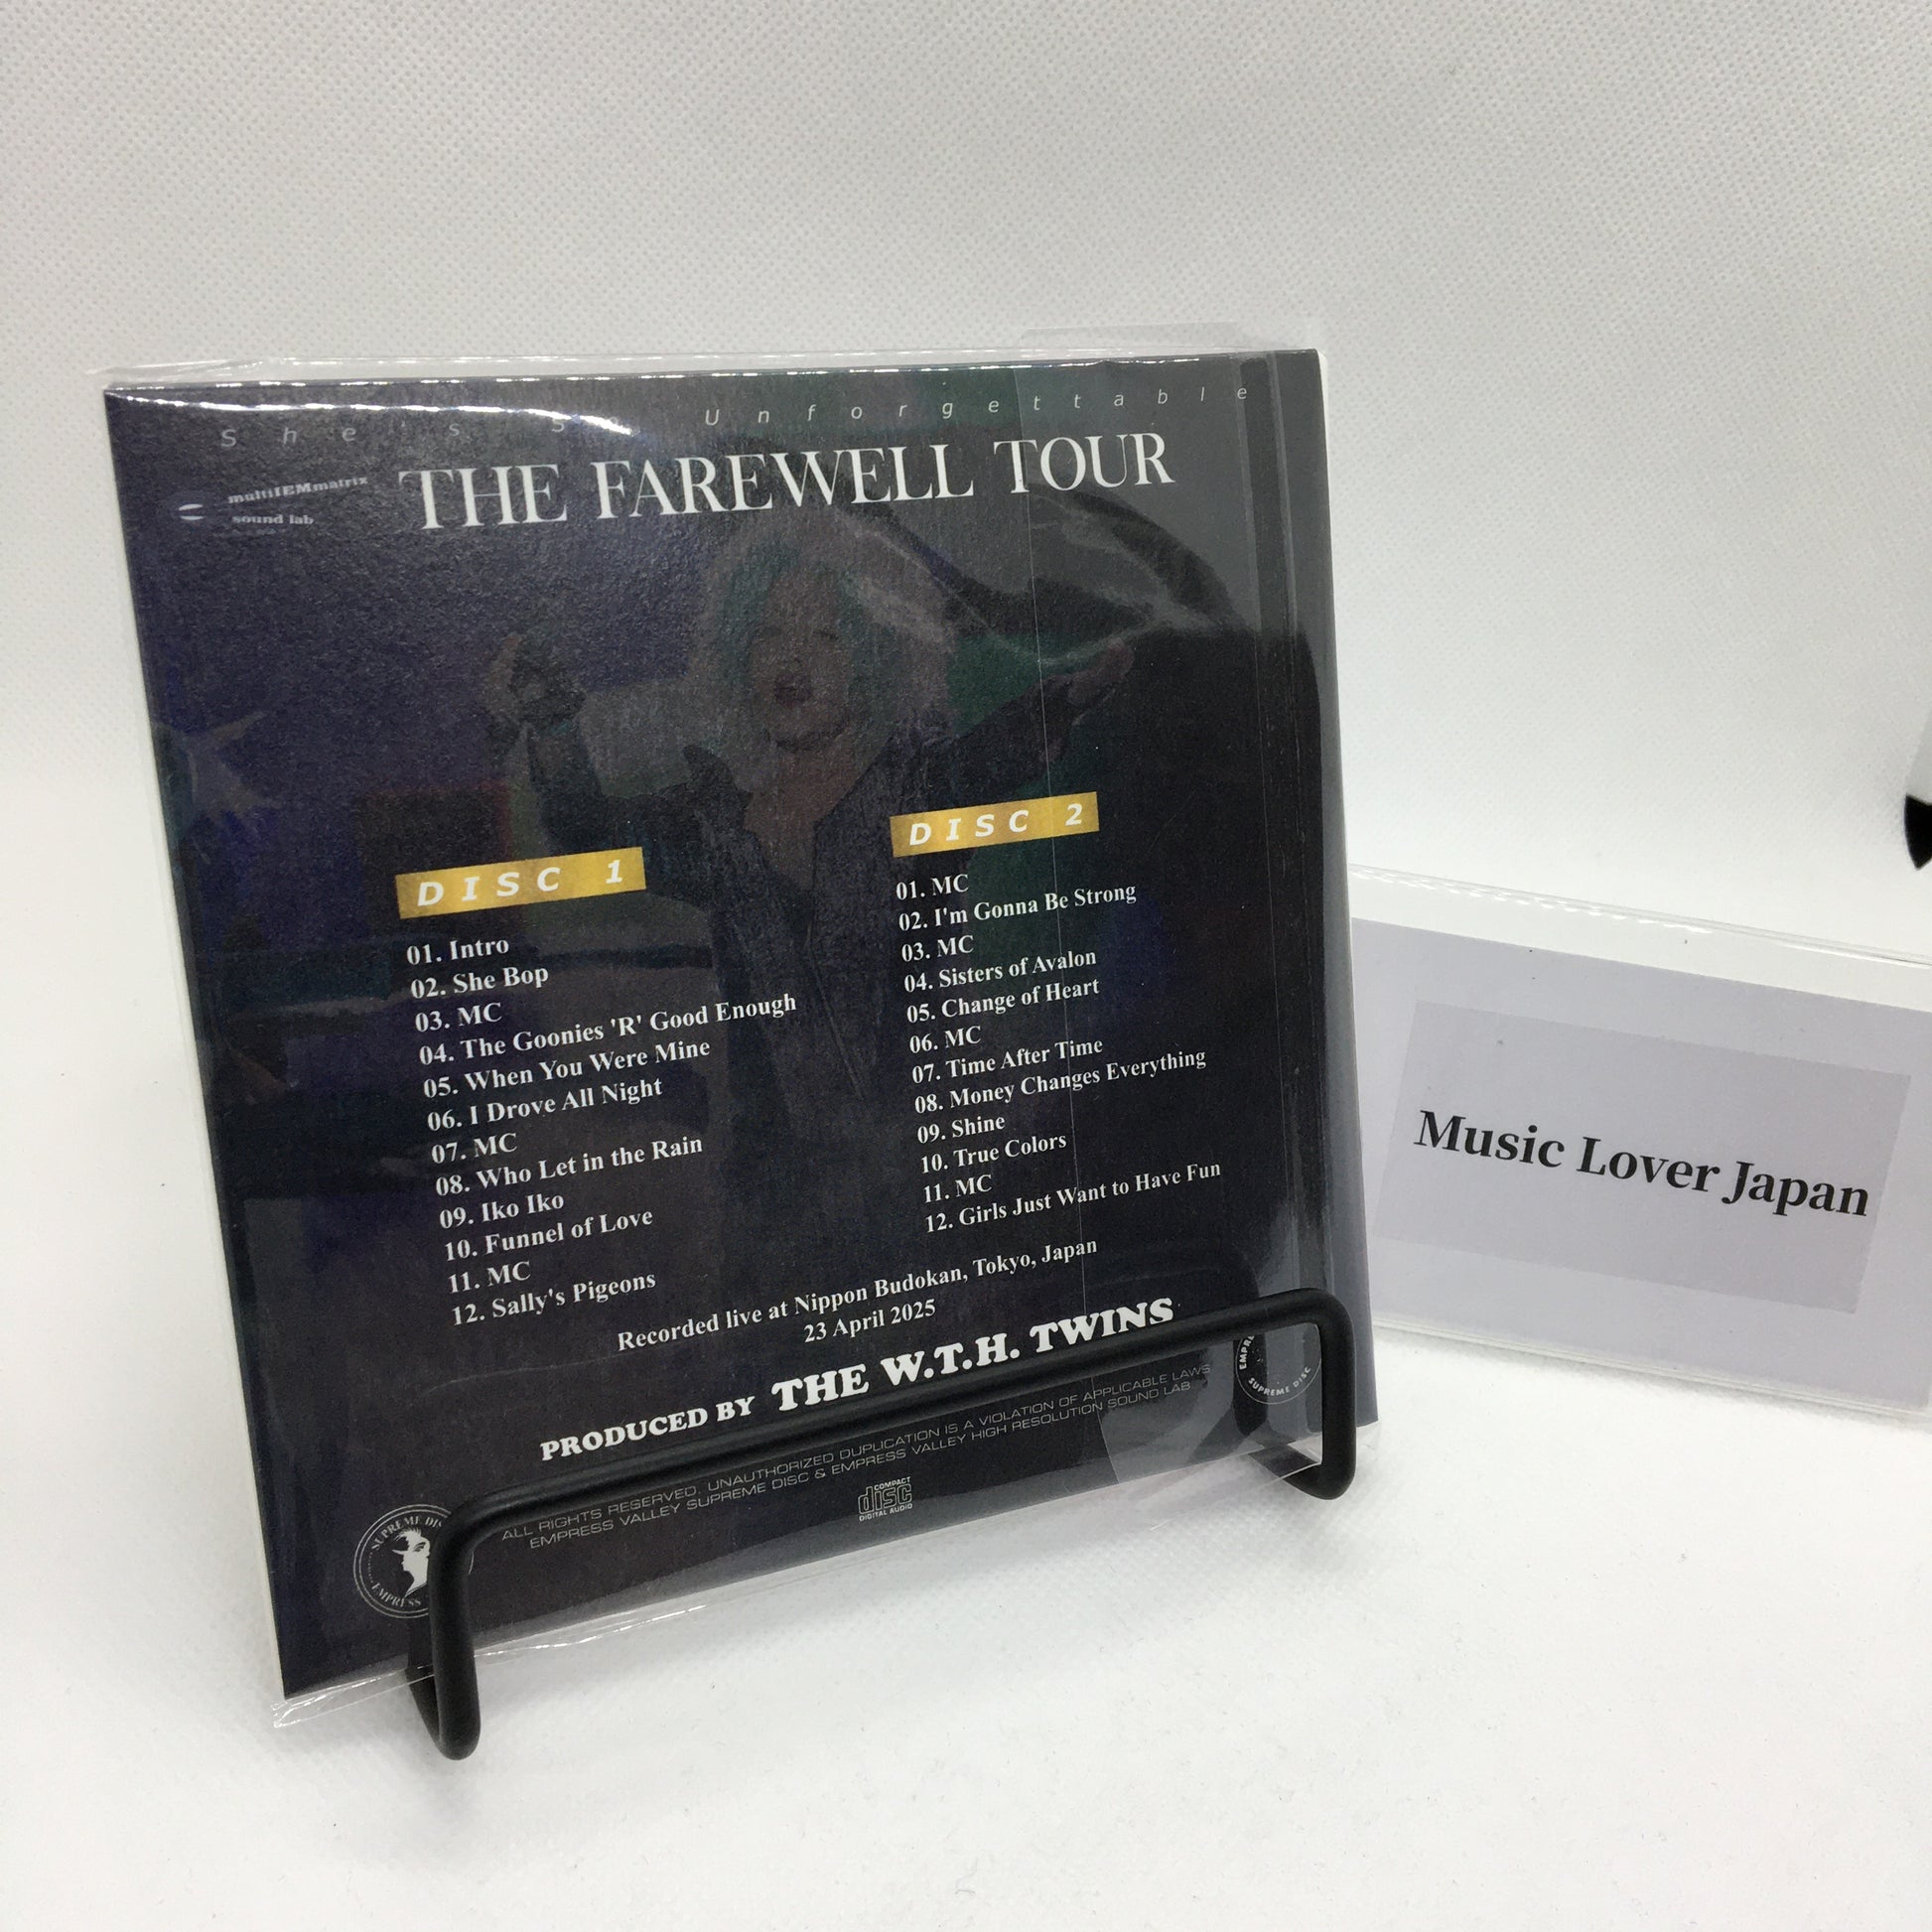 She's So Unforgettable
THE FAREWELL TOUR
multiIEMmatrix
sound lab
DISC 1
01. Intro
02. She Bop
03. MC
04. The Goonies 'R' Good Enough
05. When You Were Mine
06. I Drove All Night
07. MC
08. Who Let in the Rain
09. Iko Iko
10. Funnel of Love
11. MC
12. Sally's Pigeons
DISC 2
01. MC
02. I'm Gonna Be Strong
03. MC
04. Sisters of Avalon
05. Change of Heart
06. MC
07. Time After Time
08. Money Changes Everything
09. Shine
10. True Colors
11. MC
12. Girls Just Want to Have Fun
Recorded live at Nippon Budokan, Tokyo, Japan
23 April 2025
PRODUCED BY THE W.T.H. TWINS
ALL RIGHTS RESERVED. UNAUTHORIZED DUPLICATION IS A VIOLATION OF APPLICABLE LAWS
EMPRESS VALLEY SUPREME DISC & EMPRESS VALLEY HIGH RESOLUTION SOUND LAB
COMPACT
disc
DIGITAL AUDIO
SUPREME
EMPRESS
SUPREME DISC
Music Lover Japan